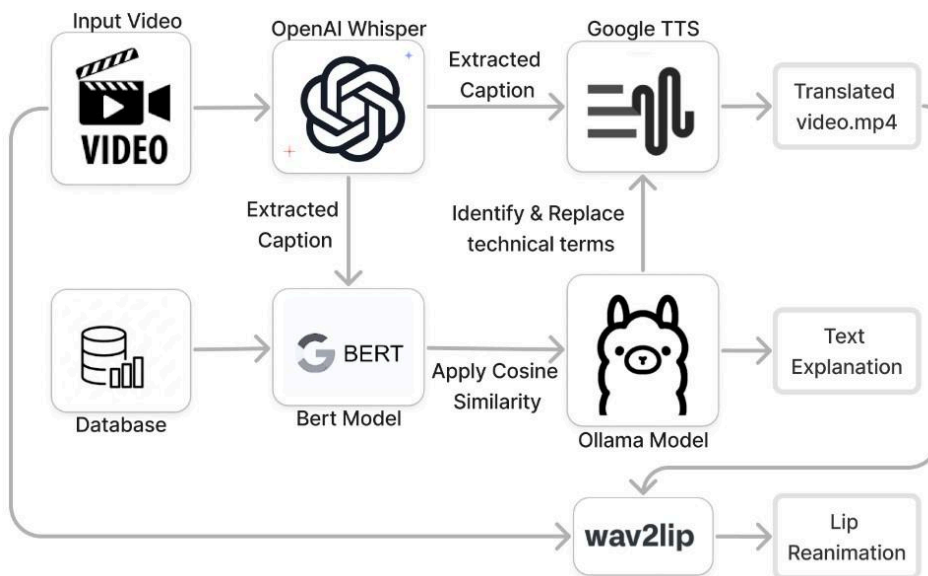 Input Video
OpenAI Whisper
Google TTS
VIDEO
Extracted
Caption
Translated
video.mp4
Extracted
Caption
Identify & Replace
technical terms
G BERT
Apply Cosine
Similarity
Text
Explanation
Database
Bert Model
Ollama Model
wav2lip
Lip
Reanimation